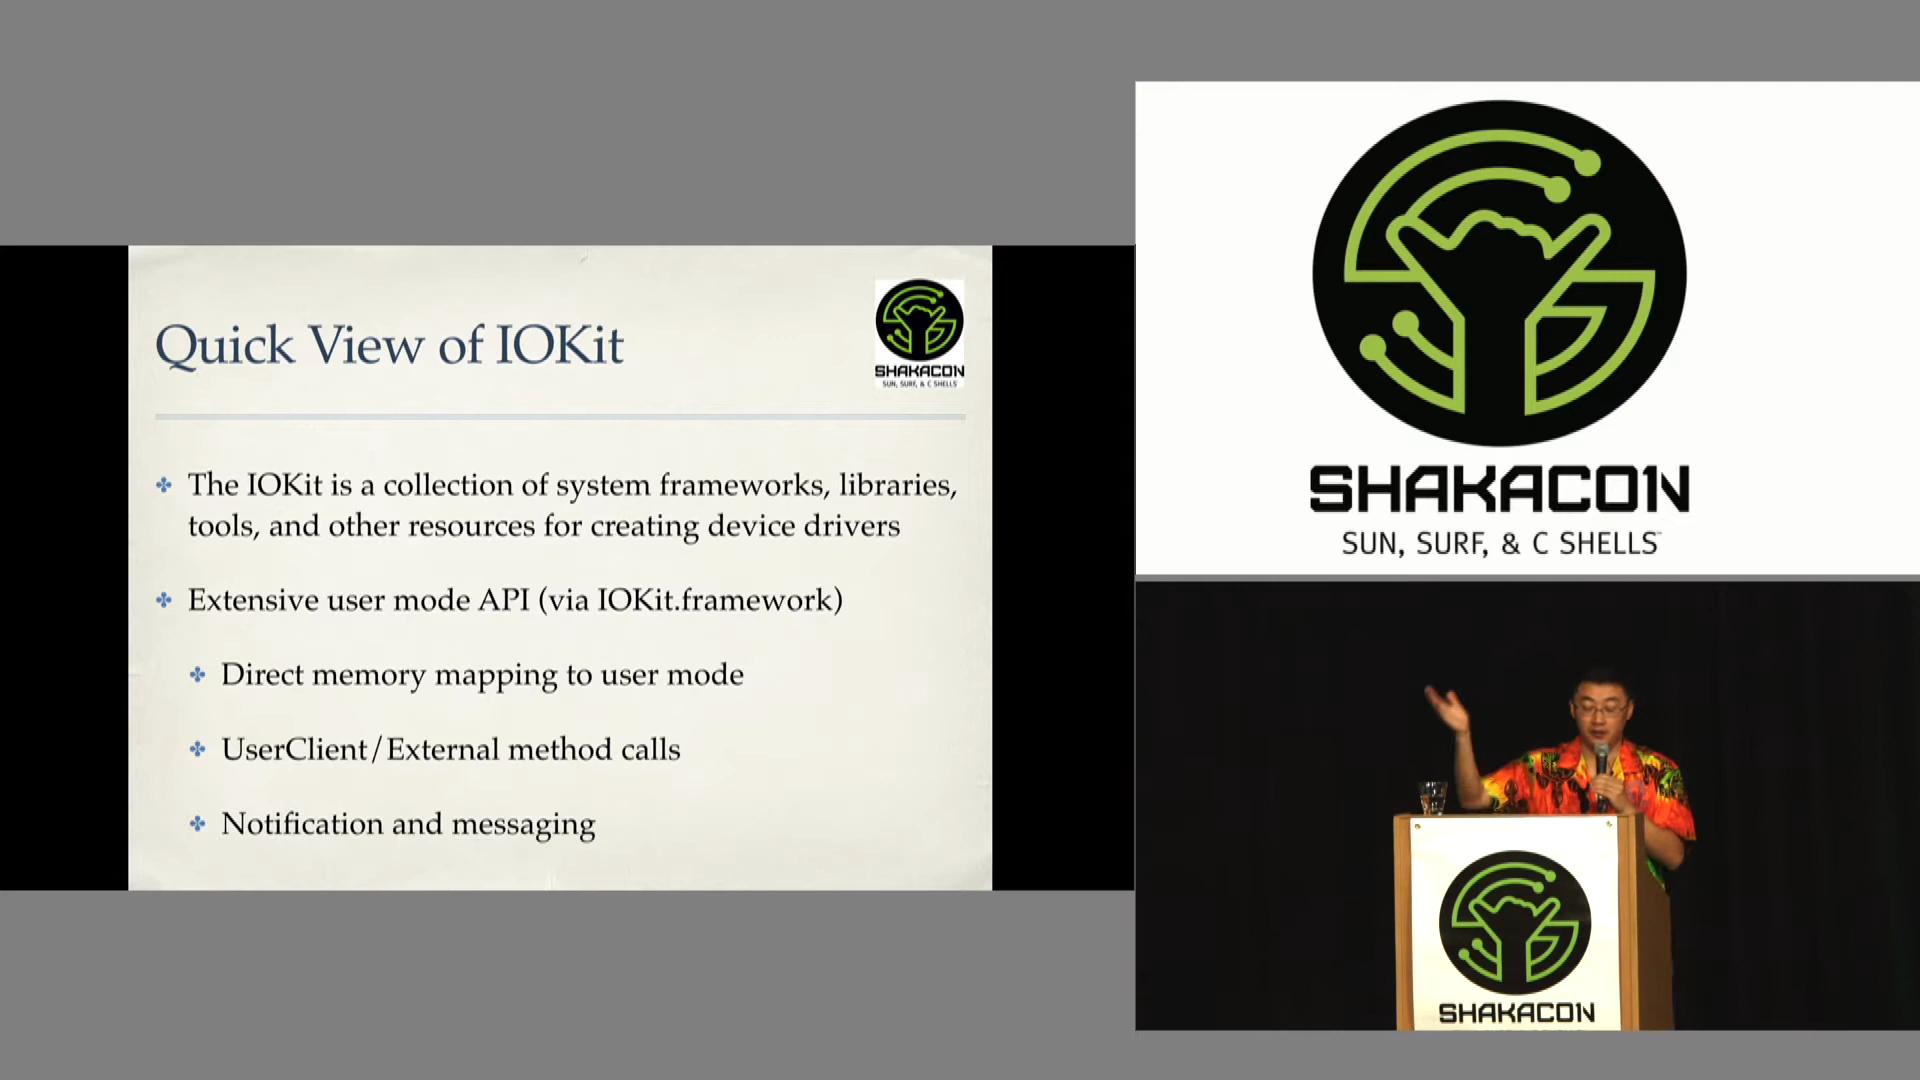 Quick View of IOKit
SHAKACON
SUN, SURF, & C SHELLS
The IOKit is a collection of system frameworks, libraries,
tools, and other resources for creating device drivers
Extensive user mode API (via IOKit.framework)
Direct memory mapping to user mode
UserClient/External method calls
Notification and messaging
SHAKACON
SUN, SURF, & C SHELLS™
SHAKACON